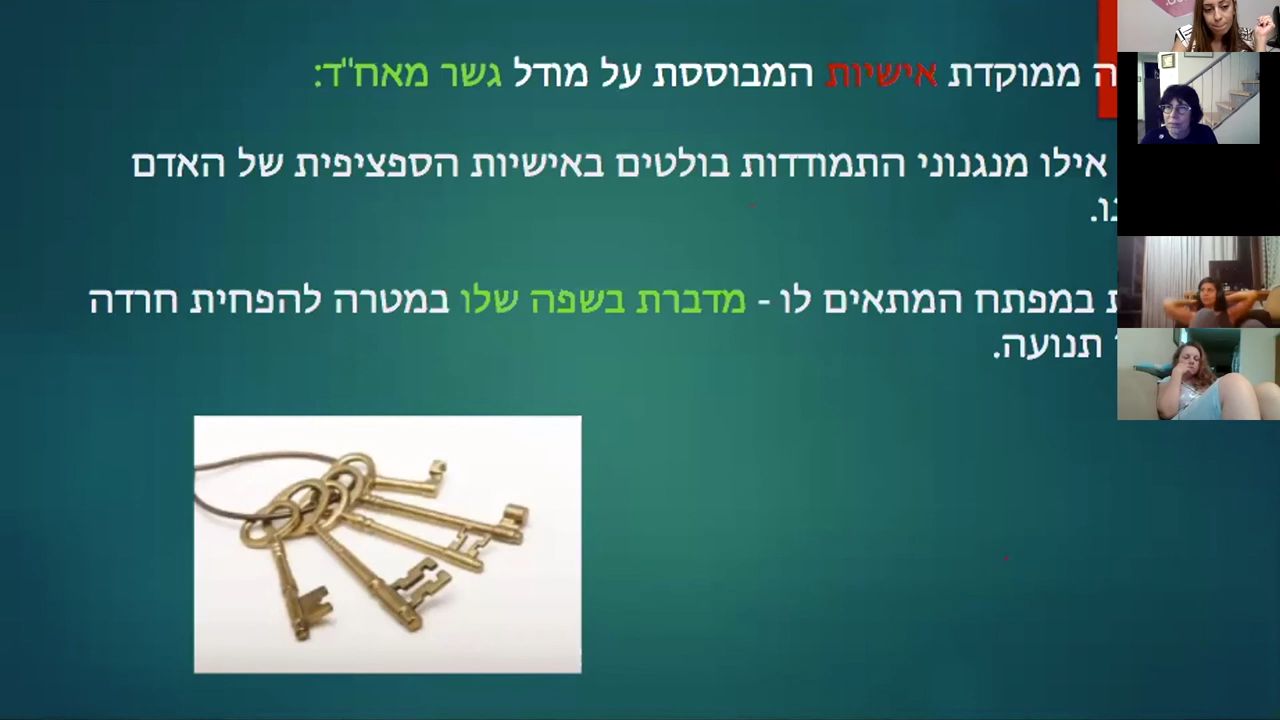 ממוקדת אישיות המבוססת על מודל גשר מאח"ד:
אילו מנגנוני התמודדות בולטים באישיות הספציפית של האדם
במפתח המתאים לו - מדברת בשפה שלו במטרה להפחית חרדה
תנועה.